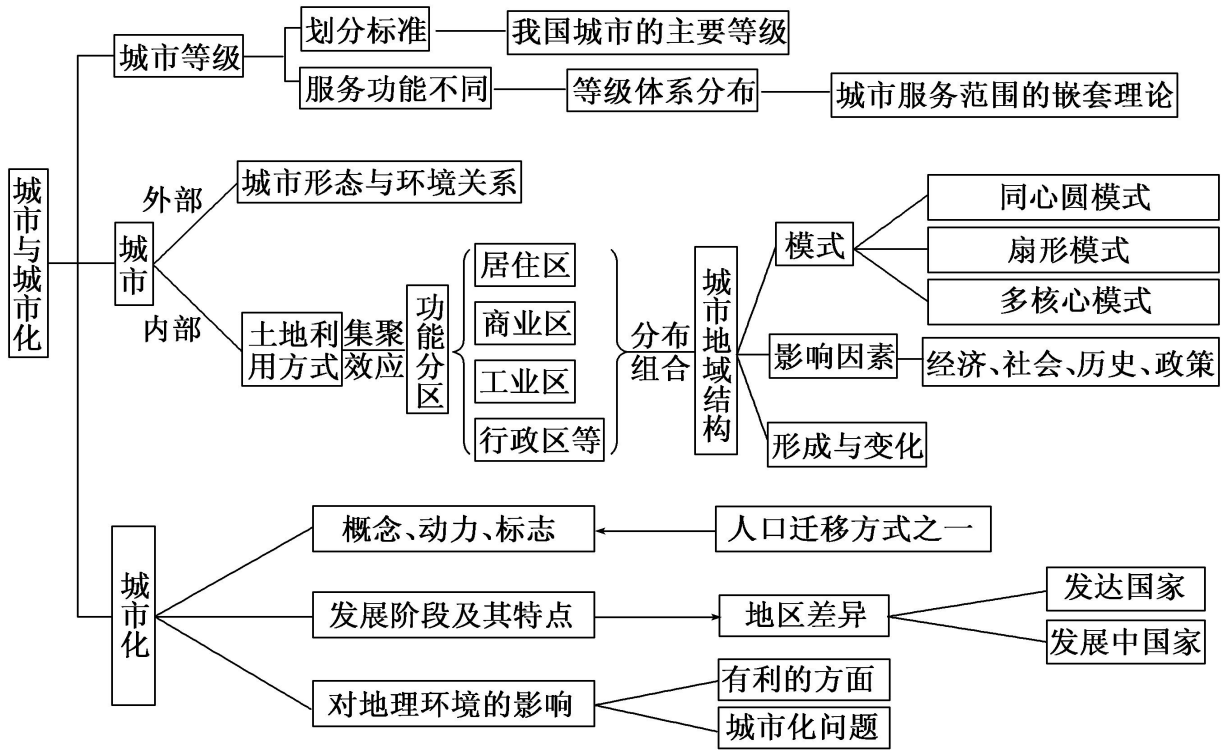 城市与城市化
城市等级
划分标准
我国城市的主要等级
服务功能不同
等级体系分布
城市服务范围的嵌套理论
城市
外部
城市形态与环境关系
内部
土地利
用方式
集聚
效应
功能分区
居住区
商业区
工业区
行政区等
分布
组合
城市地域结构
模式
同心圆模式
扇形模式
多核心模式
影响因素
经济、社会、历史、政策
形成与变化
城市化
概念、动力、标志
人口迁移方式之一
发展阶段及其特点
地区差异
发达国家
发展中国家
对地理环境的影响
有利的方面
城市化问题